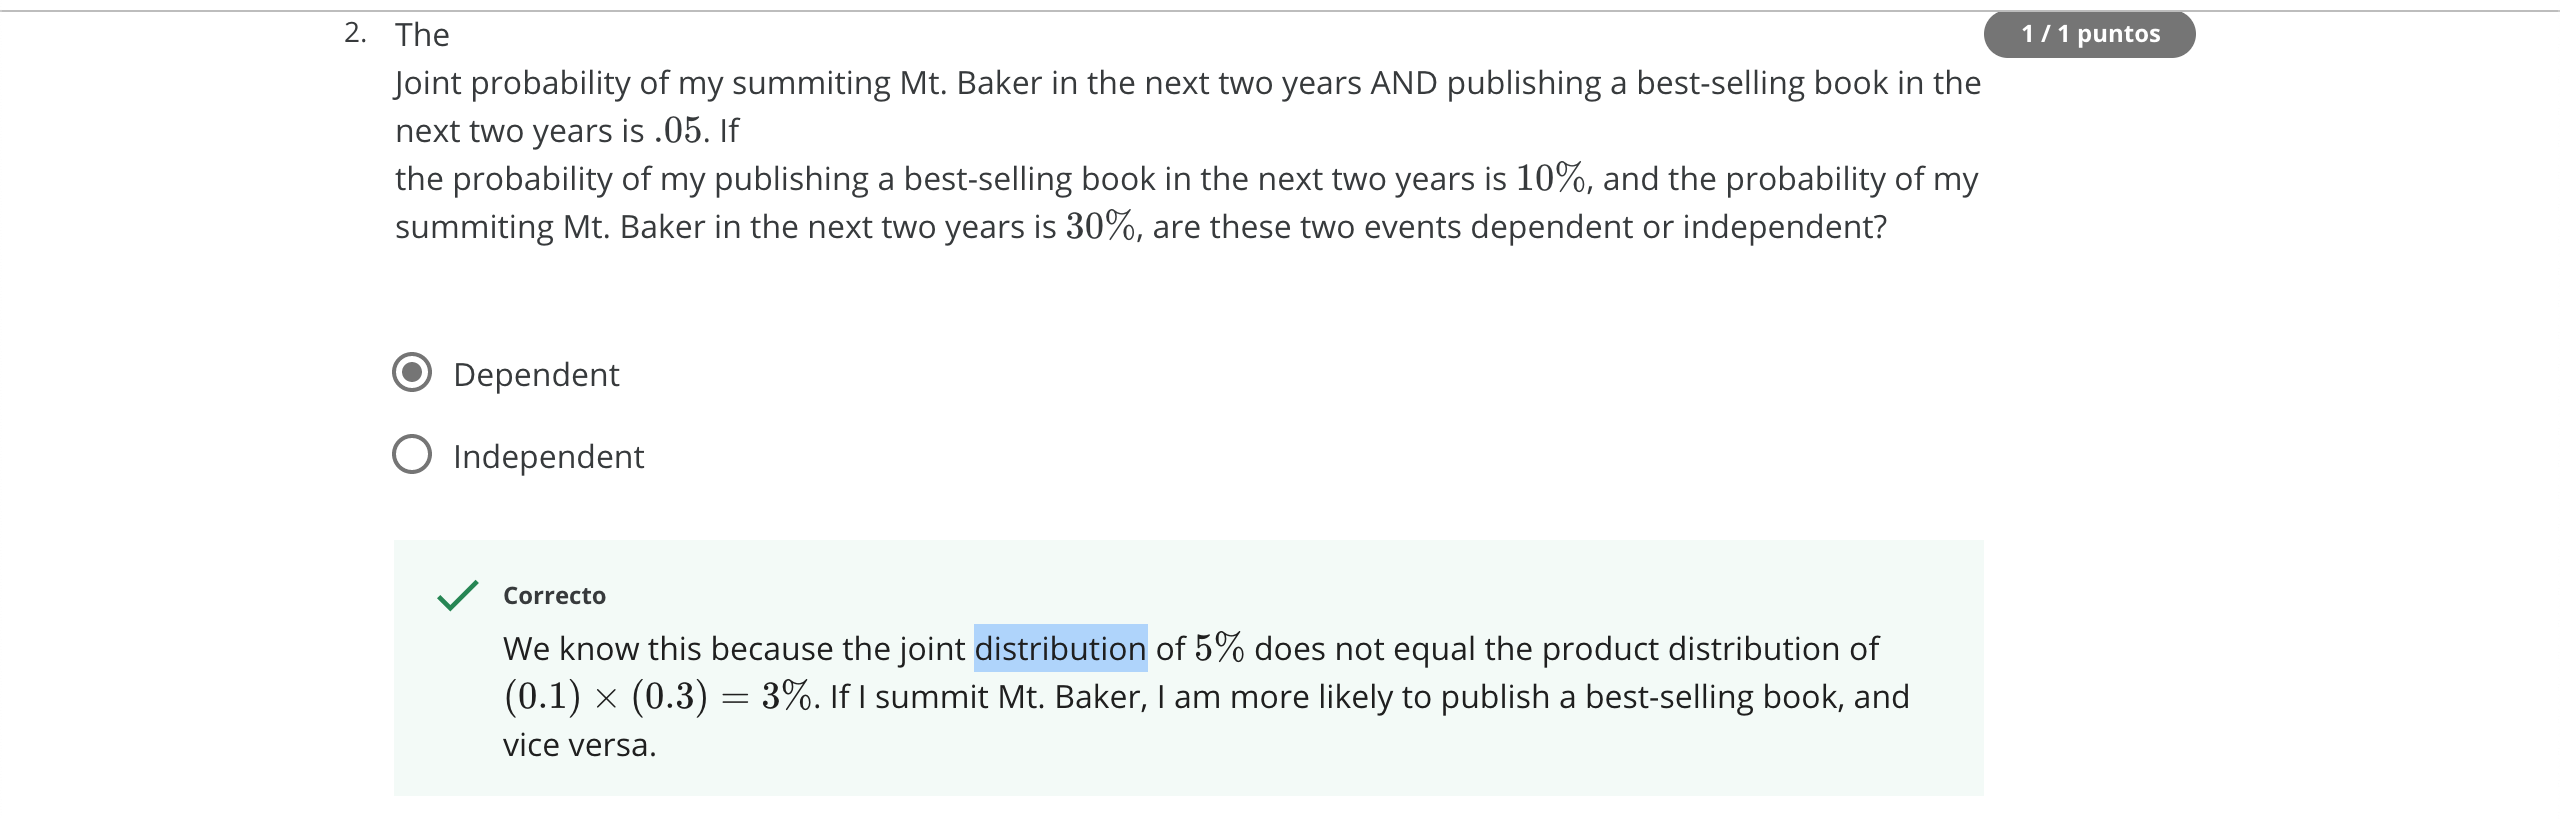 2. The
1 / 1 puntos
Joint probability of my summiting Mt. Baker in the next two years AND publishing a best-selling book in the
next two years is .05. If
the probability of my publishing a best-selling book in the next two years is 10%, and the probability of my
summiting Mt. Baker in the next two years is 30%, are these two events dependent or independent?
Dependent
Independent
Correcto
We know this because the joint distribution of 5% does not equal the product distribution of
(0.1) × (0.3) = 3%. If I summit Mt. Baker, I am more likely to publish a best-selling book, and
vice versa.